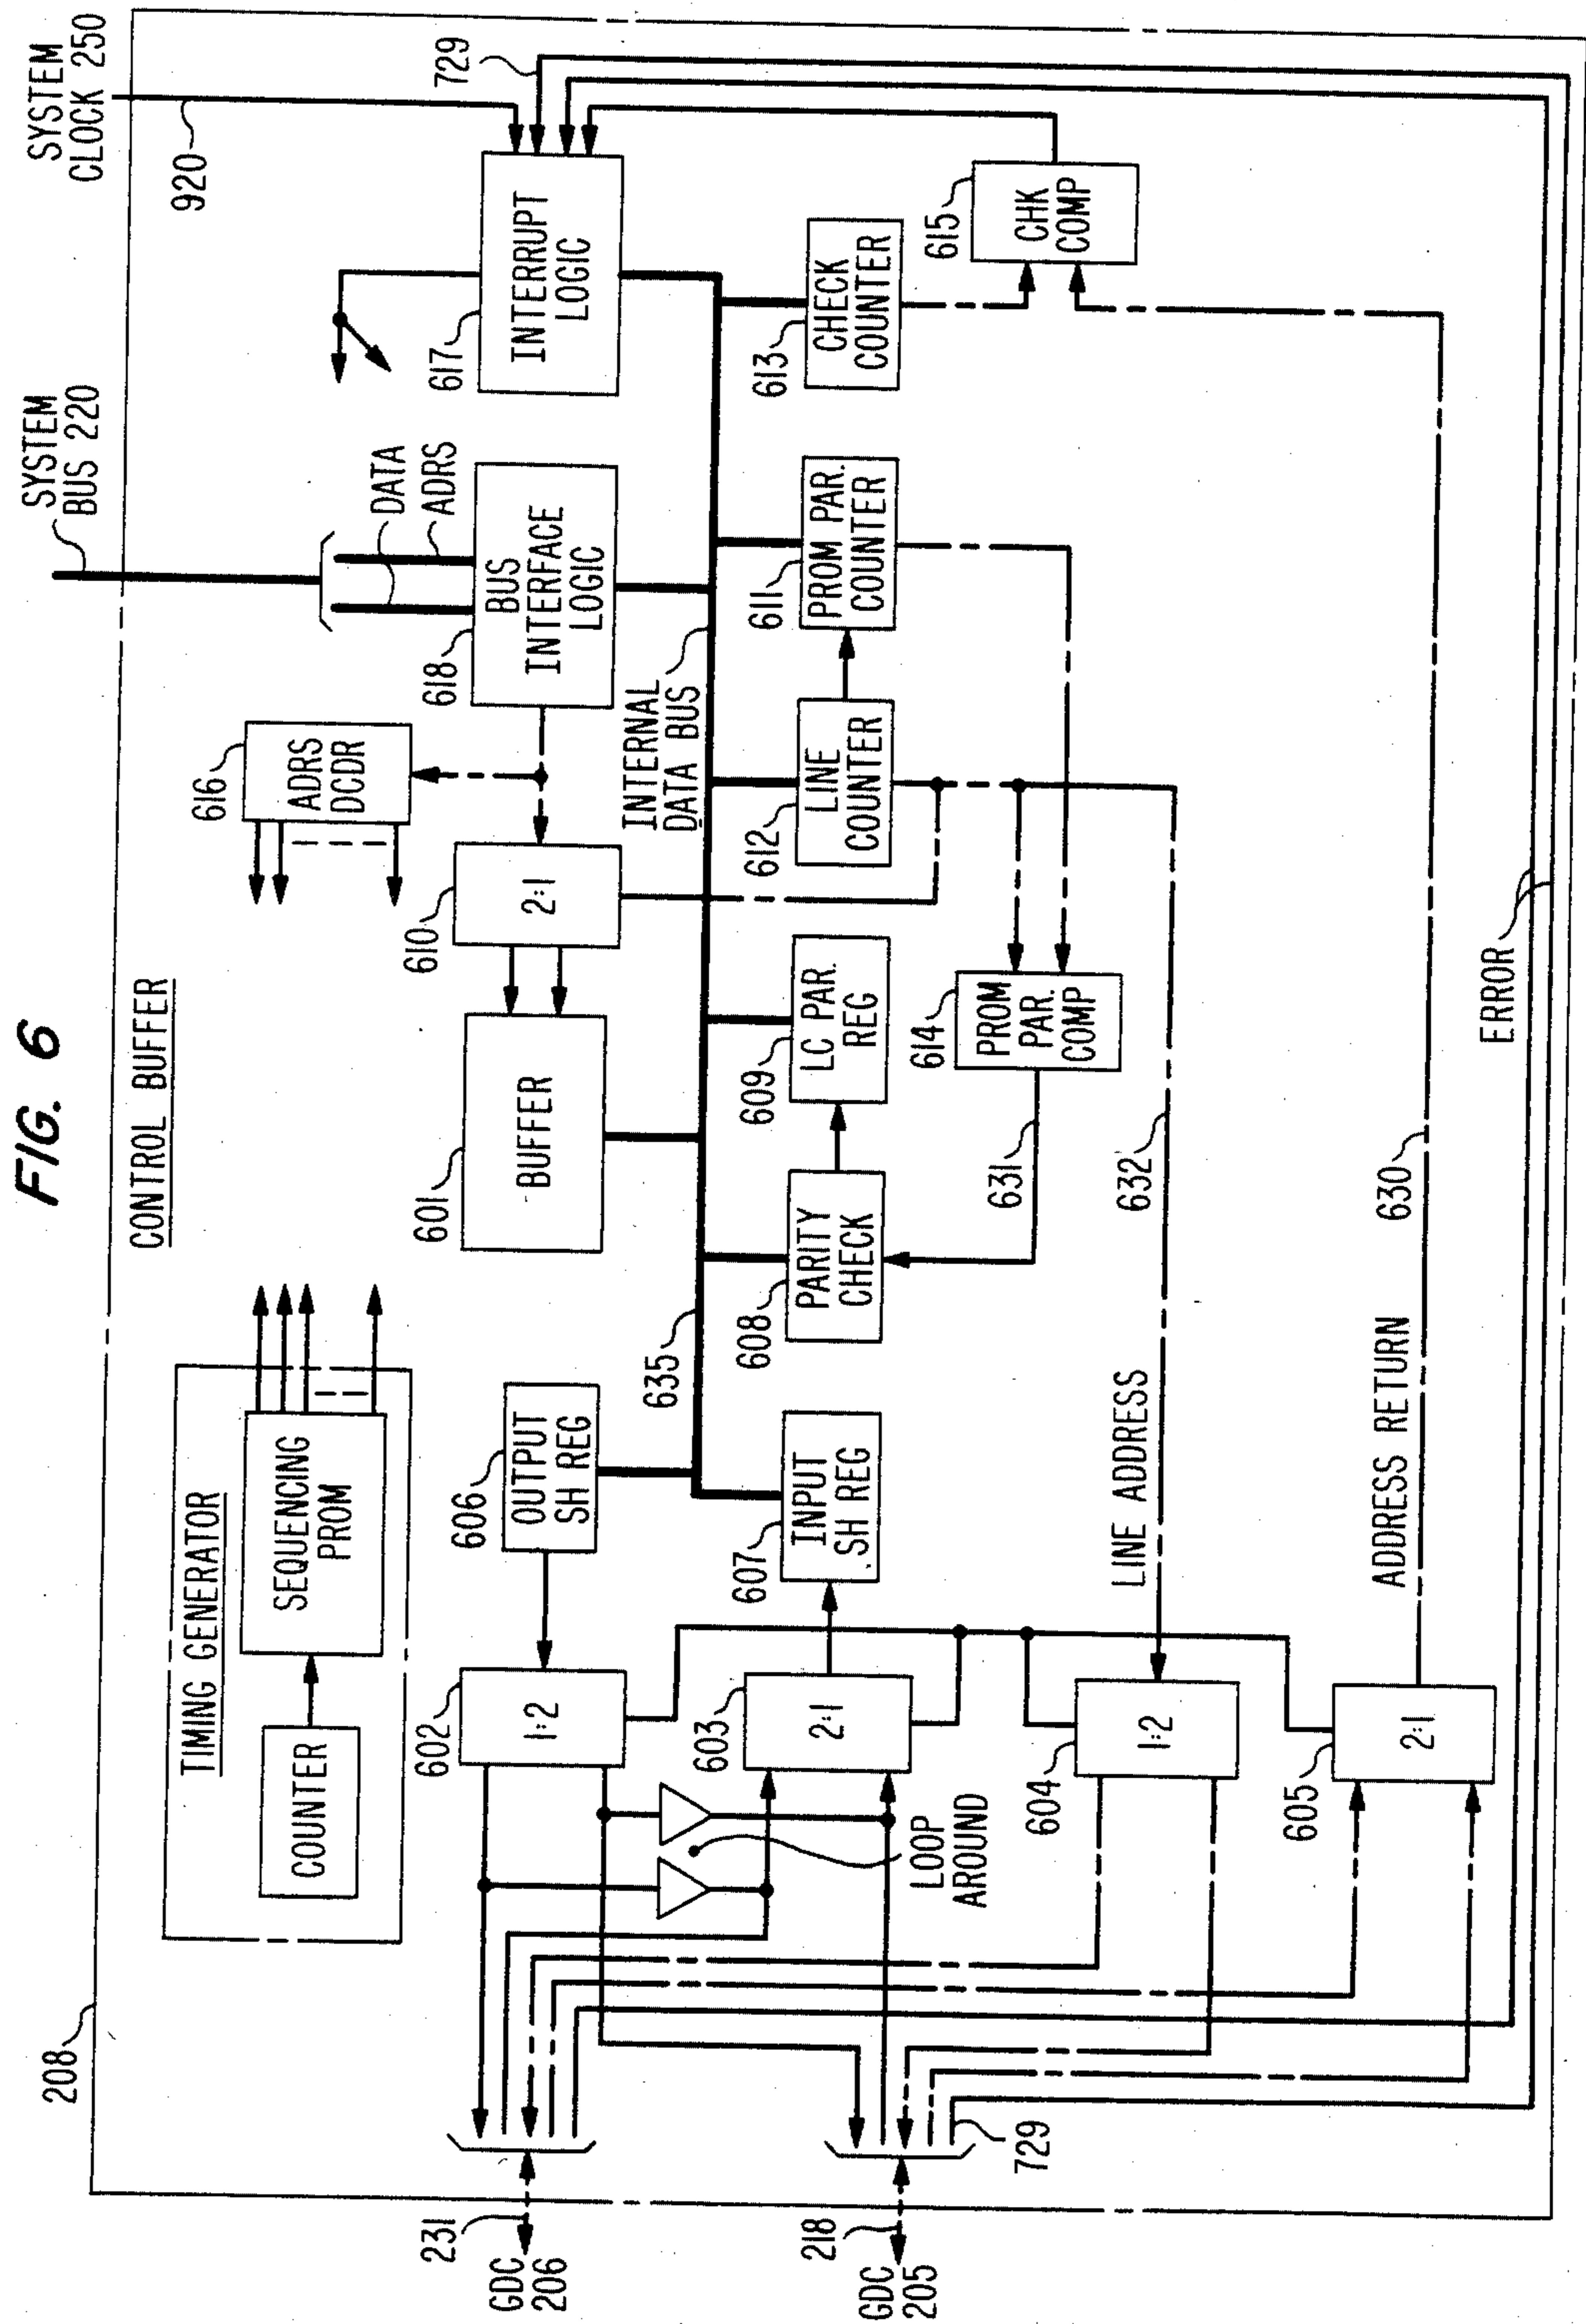 FIG. 6
CONTROL BUFFER
208
SYSTEM
BUS 220
SYSTEM
CLOCK 250
920
729
TIMING GENERATOR
COUNTER
SEQUENCING
PROM
616
ADRS
DCDR
DATA
ADRS
617
INTERRUPT
LOGIC
618
BUS
INTERFACE
LOGIC
610
2:1
601
BUFFER
606
OUTPUT
SH REG
602
1:2
231
GDC
206
INTERNAL
DATA BUS
635
607
INPUT
SH REG
608
PARITY
CHECK
609
LC PAR.
REG
612
LINE
COUNTER
611
PROM PAR.
COUNTER
613
CHECK
COUNTER
603
2:1
LOOP
AROUND
218
GDC
205
729
614
PROM
PAR.
COMP
615
CHK
COMP
631
632
LINE ADDRESS
604
1:2
630
ADDRESS RETURN
605
2:1
ERROR